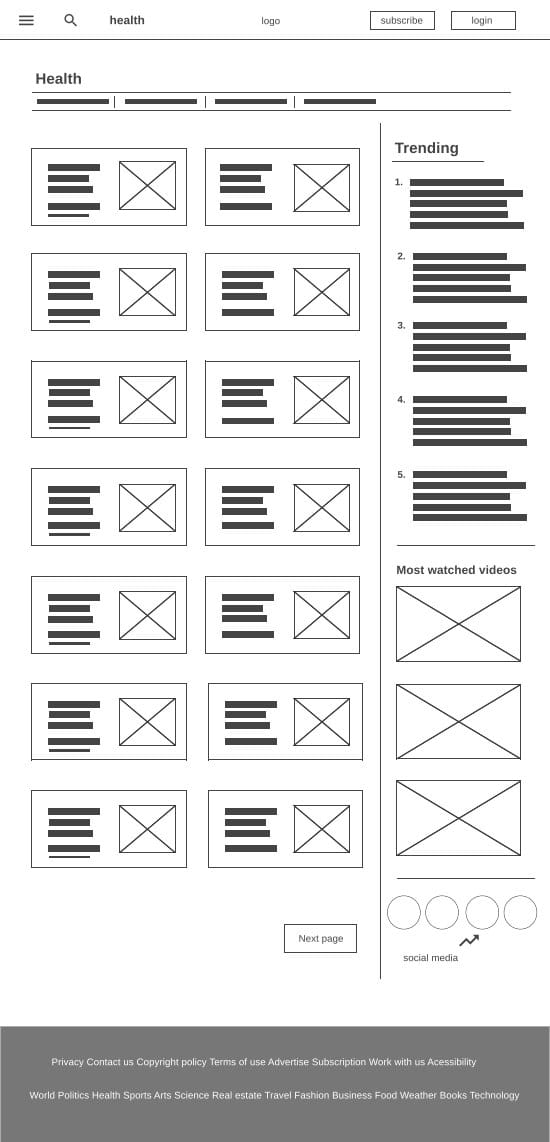 health
logo
subscribe
login
Health
Trending
1.
2.
3.
4.
5.
Most watched videos
Next page
social media
Privacy Contact us Copyright policy Terms of use Advertise Subscription Work with us Acessibility
World Politics Health Sports Arts Science Real estate Travel Fashion Business Food Weather Books Technology